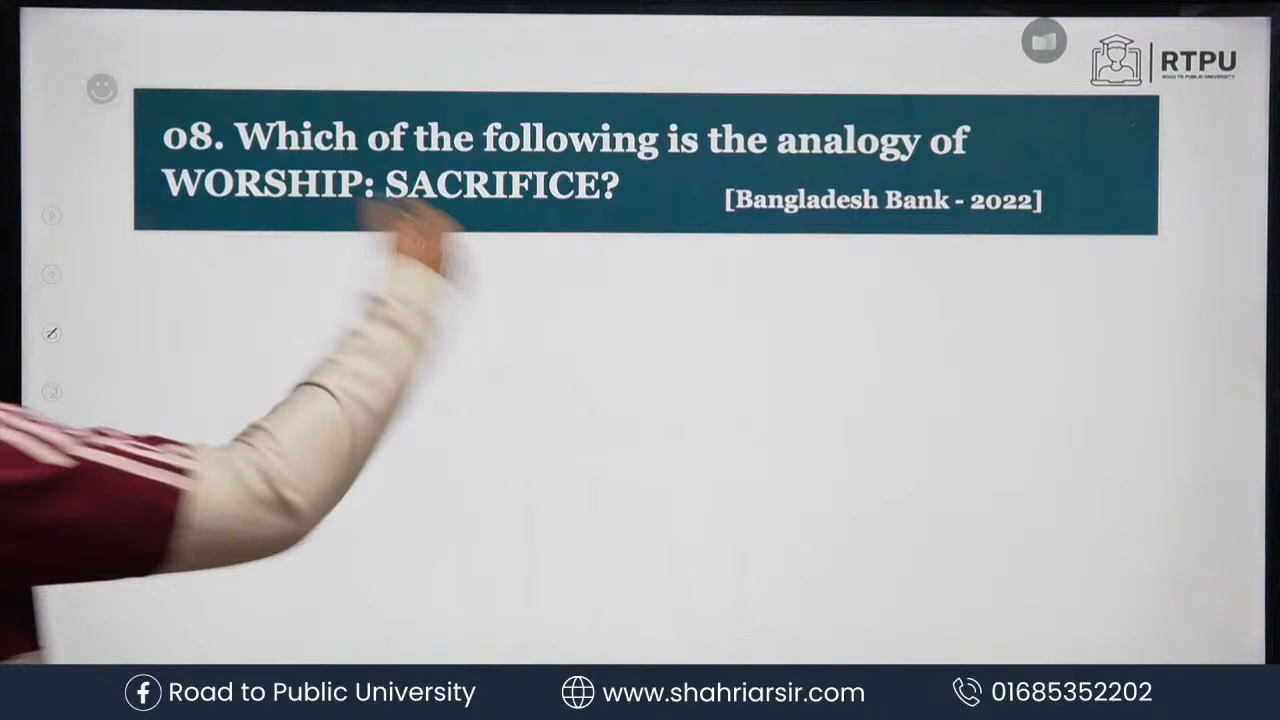 RTPU
ROAD TO PUBLIC UNIVERSITY
08. Which of the following is the analogy of
WORSHIP: SACRIFICE?
[Bangladesh Bank - 2022]
Road to Public University
www.shahriarsir.com
01685352202